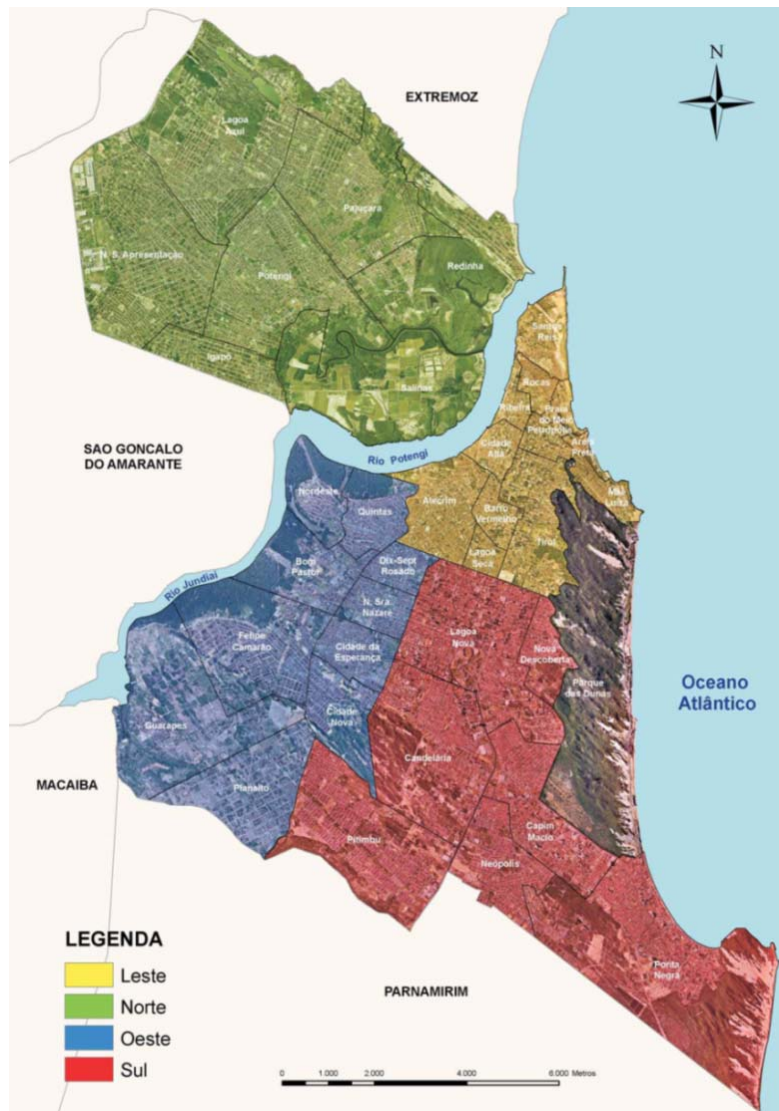 N
EXTREMOZ
Lagoa
Azul
Pajuçara
N. S. Apresentação
Potengi
Redinha
Igapó
Salinas
Santos
Reis
Rocas
Ribeira
Praia
do Meio
Petrópolis
Areia
Preta
Cidade
Alta
Mãe
Luiza
Rio Potengi
SAO GONCALO
DO AMARANTE
Nordeste
Quintas
Alecrim
Barro
Vermelho
Tirol
Lagoa
Seca
Bom
Pastor
Dix-Sept
Rosado
Rio Jundiaí
N. Sra.
Nazaré
Felipe
Camarão
Cidade da
Esperança
Lagoa
Nova
Nova
Descoberta
Parque
das Dunas
Oceano
Atlântico
Guarapes
Cidade
Nova
Candelária
MACAIBA
Planalto
Pitimbu
Capim
Macio
Neópolis
Ponta
Negra
PARNAMIRIM
LEGENDA
Leste
Norte
Oeste
Sul
0 1.000 2.000 4.000 6.000 Metros